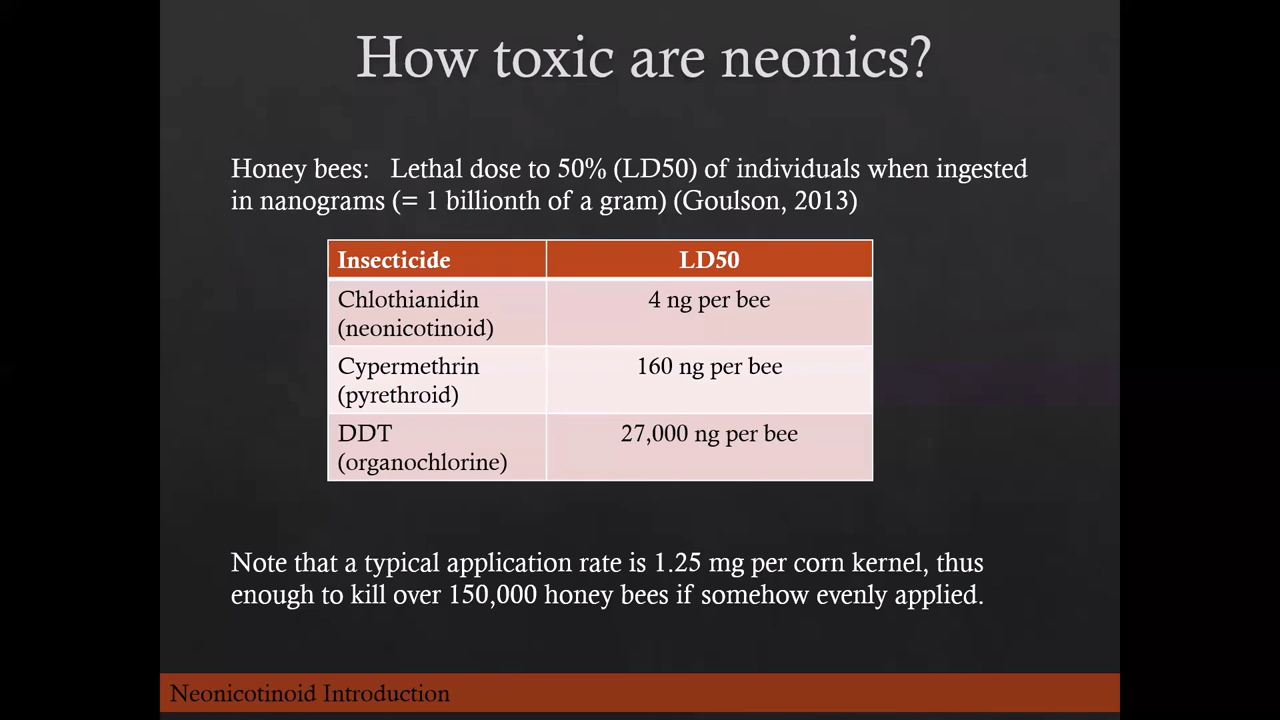 How toxic are neonics?
Honey bees: Lethal dose to 50% (LD50) of individuals when ingested
in nanograms (= 1 billionth of a gram) (Goulson, 2013)
Insecticide LD50
Chlothianidin 4 ng per bee
(neonicotinoid)
Cypermethrin 160 ng per bee
(pyrethroid)
DDT 27,000 ng per bee
(organochlorine)
Note that a typical application rate is 1.25 mg per corn kernel, thus
enough to kill over 150,000 honey bees if somehow evenly applied.
Neonicotinoid Introduction